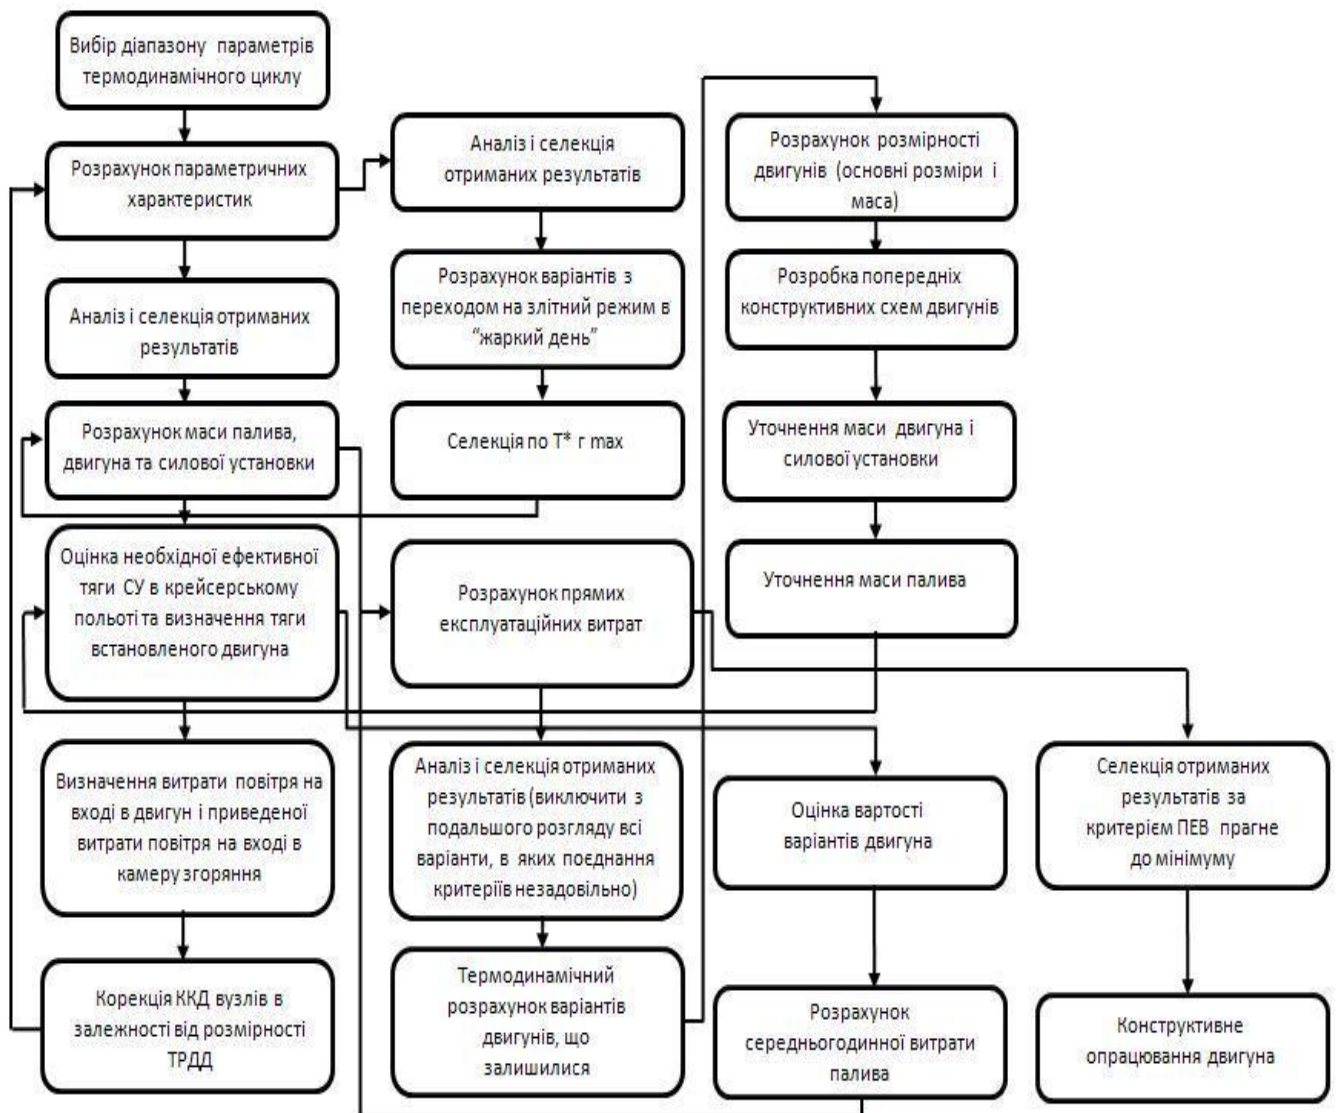 Вибір діапазону параметрів
термодинамічного циклу
Розрахунок параметричних
характеристик
Аналіз і селекція отриманих
результатів
Розрахунок маси палива,
двигуна та силової установки
Оцінка необхідної ефективної
тяги СУ в крейсерському
польоті та визначення тяги
встановленого двигуна
Визначення витрати повітря на
вході в двигун і приведеної
витрати повітря на вході в
камеру згоряння
Корекція ККД вузлів в
залежності від розмірності
ТРДД
Аналіз і селекція
отриманих результатів
Розрахунок варіантів з
переходом на злітний режим в
“жаркий день”
Селекція по Т* г max
Розрахунок прямих
експлуатаційних витрат
Аналіз і селекція отриманих
результатів (виключити з
подальшого розгляду всі
варіанти, в яких поєднання
критеріїв незадовільно)
Термодинамічний
розрахунок варіантів
двигунів, що
залишилися
Розрахунок розмірності
двигунів (основні розміри і
маса)
Розробка попередніх
конструктивних схем двигунів
Уточнення маси двигуна і
силової установки
Уточнення маси палива
Оцінка вартості
варіантів двигуна
Розрахунок
середньогодинної витрати
палива
Селекція отриманих
результатів за
критерієм ПЕВ прагне
до мінімуму
Конструктивне
опрацювання двигуна